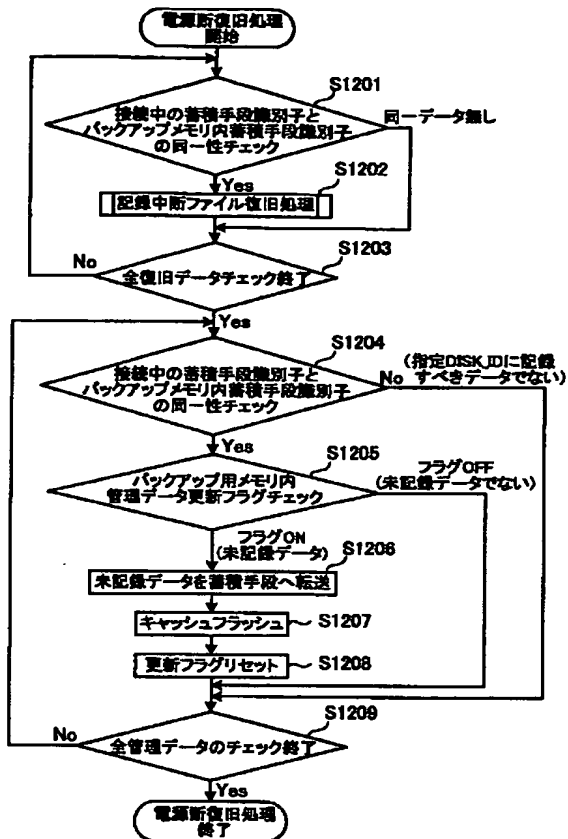 電源断復旧処理
開始
S1201
接続中の蓄積手段識別子と
バックアップメモリ内蓄積手段識別子
の同一性チェック
同一データ無し
Yes
S1202
記録中断ファイル復旧処理
S1203
No
全復旧データチェック終了
Yes
S1204
接続中の蓄積手段識別子と
バックアップメモリ内蓄積手段識別子
の同一性チェック
No
(指定DISK_IDに記録
すべきデータでない)
Yes
S1205
バックアップ用メモリ内
管理データ更新フラグチェック
フラグOFF
(未記録データでない)
フラグON
(未記録データ)
S1206
未記録データを蓄積手段へ転送
キャッシュフラッシュ
S1207
更新フラグリセット
S1208
S1209
No
全管理データのチェック終了
Yes
電源断復旧処理
終了